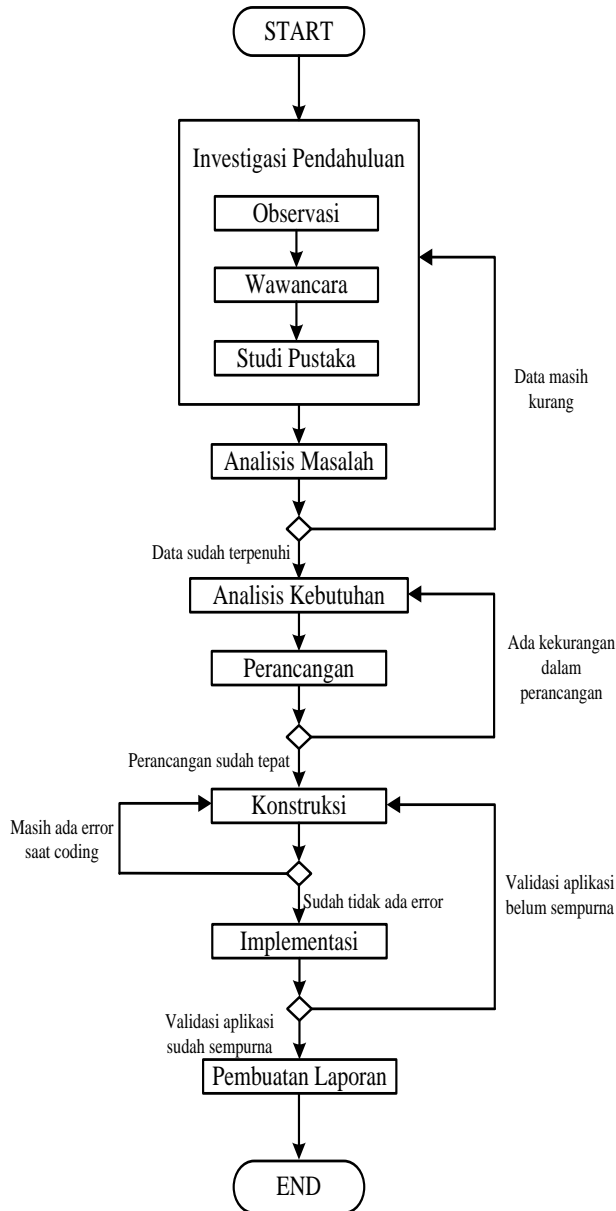 START
Investigasi Pendahuluan
Observasi
Wawancara
Studi Pustaka
Data masih
kurang
Analisis Masalah
Data sudah terpenuhi
Analisis Kebutuhan
Ada kekurangan
dalam
perancangan
Perancangan
Perancangan sudah tepat
Konstruksi
Masih ada error
saat coding
Validasi aplikasi
belum sempurna
Sudah tidak ada error
Implementasi
Validasi aplikasi
sudah sempurna
Pembuatan Laporan
END